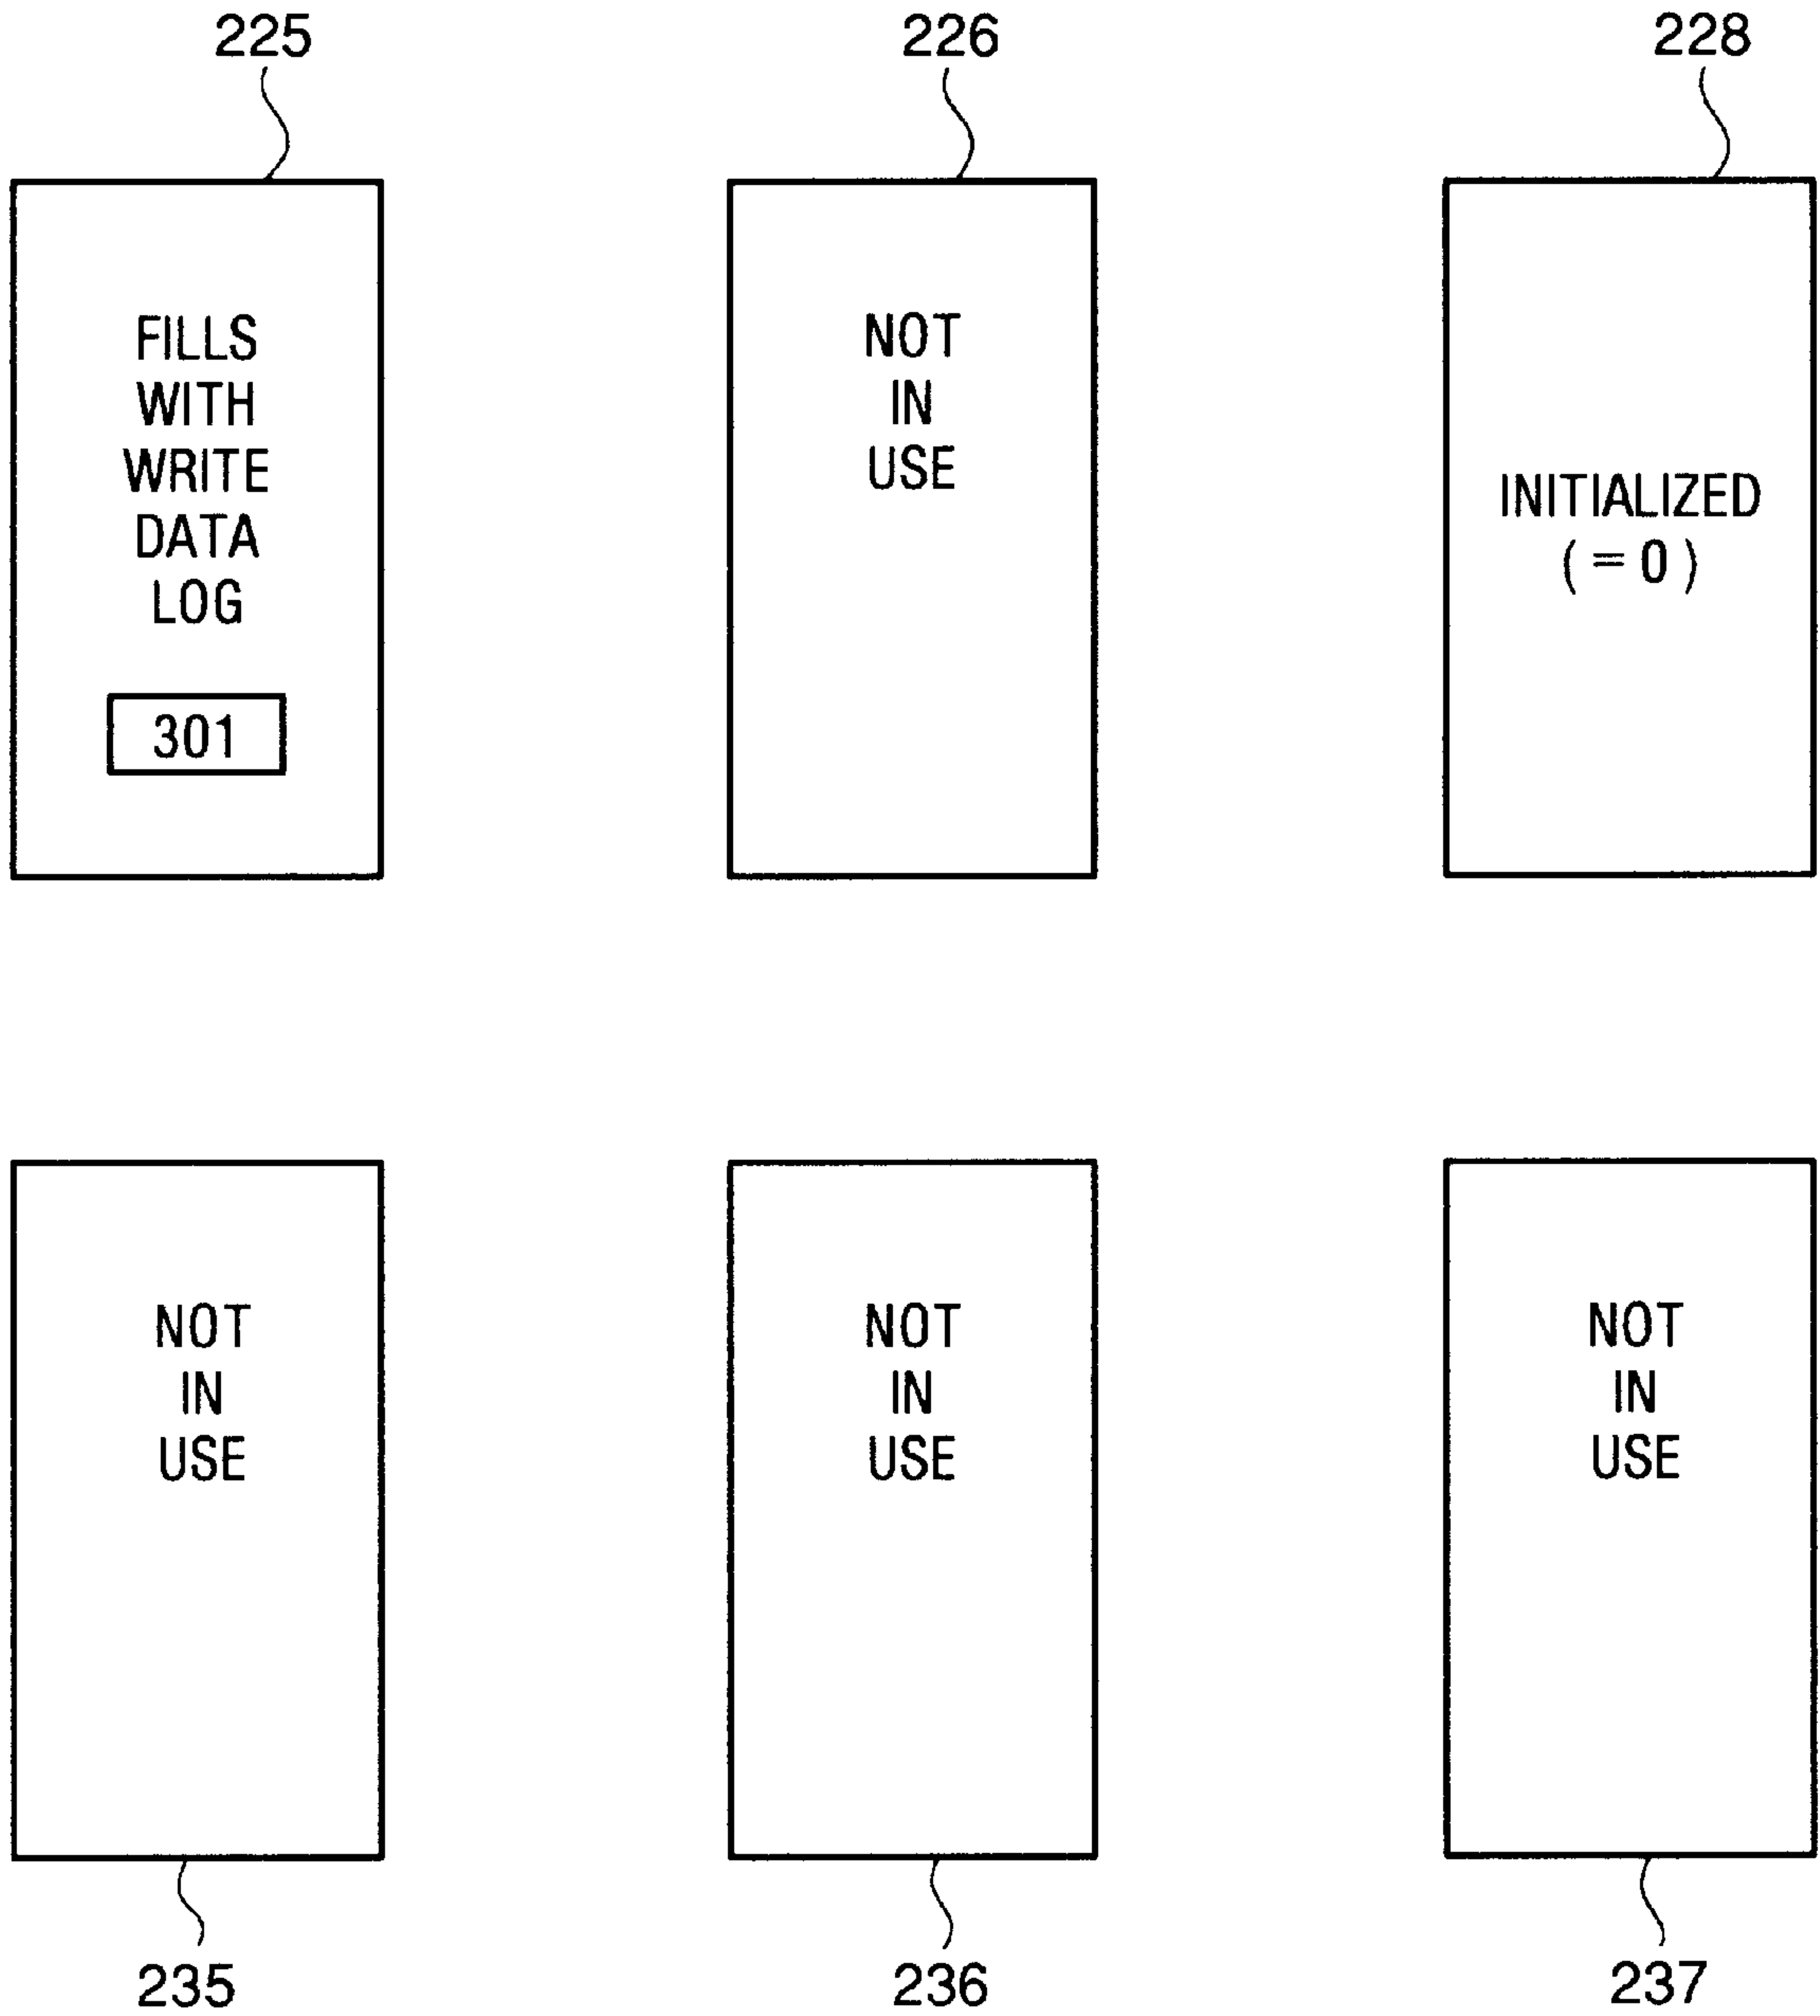 225
226
228
FILLS
WITH
WRITE
DATA
LOG
301
NOT
IN
USE
INITIALIZED
( = 0 )
NOT
IN
USE
NOT
IN
USE
NOT
IN
USE
235
236
237